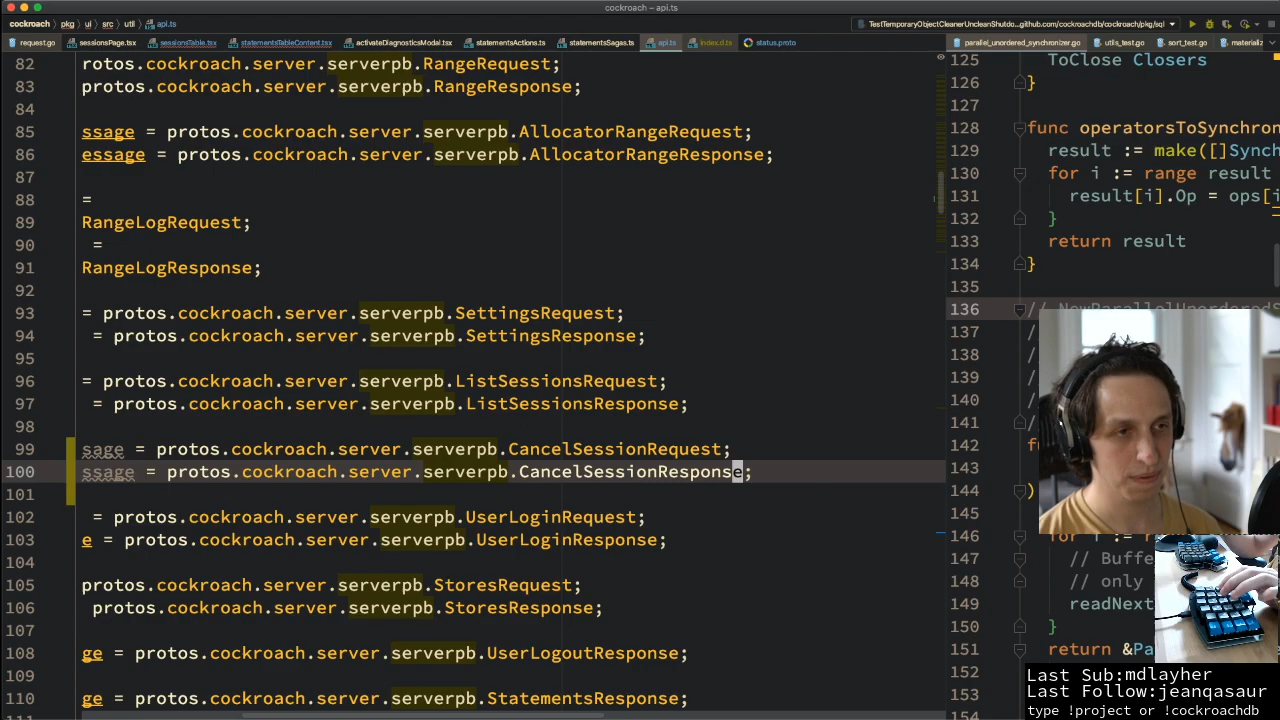 cockroach – api.ts
cockroach pkg ui src util api.ts
TestTemporaryObjectCleanerUncleanShutdo...github.com/cockroachdb/cockroach/pkg/sql
request.go sessionsPage.tsx sessionsTable.tsx statementsTableContent.tsx activateDiagnosticsModal.tsx statementsActions.ts statementsSagas.ts api.ts index.d.ts status.proto
parallel_unordered_synchronizer.go utils_test.go sort_test.go materializ
82 rotos.cockroach.server.serverpb.RangeRequest;
83 protos.cockroach.server.serverpb.RangeResponse;
84
85 ssage = protos.cockroach.server.serverpb.AllocatorRangeRequest;
86 essage = protos.cockroach.server.serverpb.AllocatorRangeResponse;
87
88 =
89 RangeLogRequest;
90 =
91 RangeLogResponse;
92
93 = protos.cockroach.server.serverpb.SettingsRequest;
94 = protos.cockroach.server.serverpb.SettingsResponse;
95
96 = protos.cockroach.server.serverpb.ListSessionsRequest;
97 = protos.cockroach.server.serverpb.ListSessionsResponse;
98
99 sage = protos.cockroach.server.serverpb.CancelSessionRequest;
100 ssage = protos.cockroach.server.serverpb.CancelSessionResponse;
101
102 = protos.cockroach.server.serverpb.UserLoginRequest;
103 e = protos.cockroach.server.serverpb.UserLoginResponse;
104
105 protos.cockroach.server.serverpb.StoresRequest;
106 protos.cockroach.server.serverpb.StoresResponse;
107
108 ge = protos.cockroach.server.serverpb.UserLogoutResponse;
109
110 ge = protos.cockroach.server.serverpb.StatementsResponse;
125 ToClose Closers
126 }
127
128 func operatorsToSynchron
129 result := make([]Synch
130 for i := range result
131 result[i].Op = ops[i
132 }
133 return result
134 }
135
136 // NewParallelUnorderedS
137 /
138 /
139 /
140 /
141 /
142 fu
143
144 )
145
146 for i := r
147 // Buffe
148 // only
149 readNext
150 }
151 return &Pa
152
153
154
Last Sub:mdlayher
Last Follow:jeanqasaur
type !project or !cockroachdb